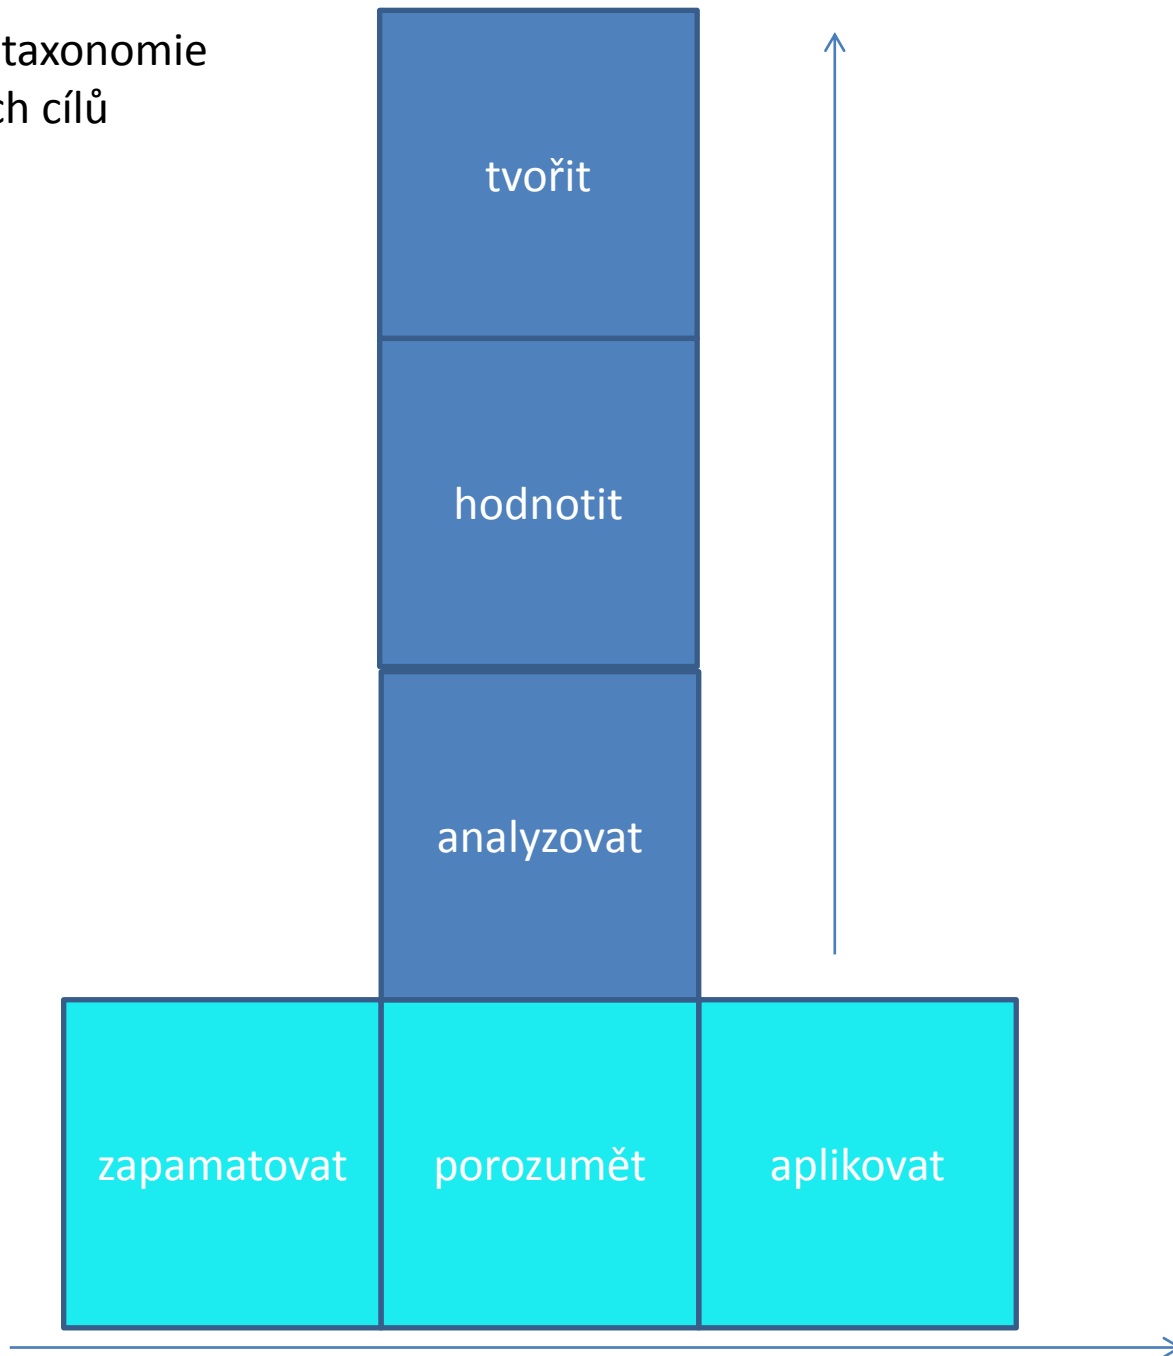 taxonomie
ch cílů
tvořit
hodnotit
analyzovat
zapamatovat porozumět aplikovat